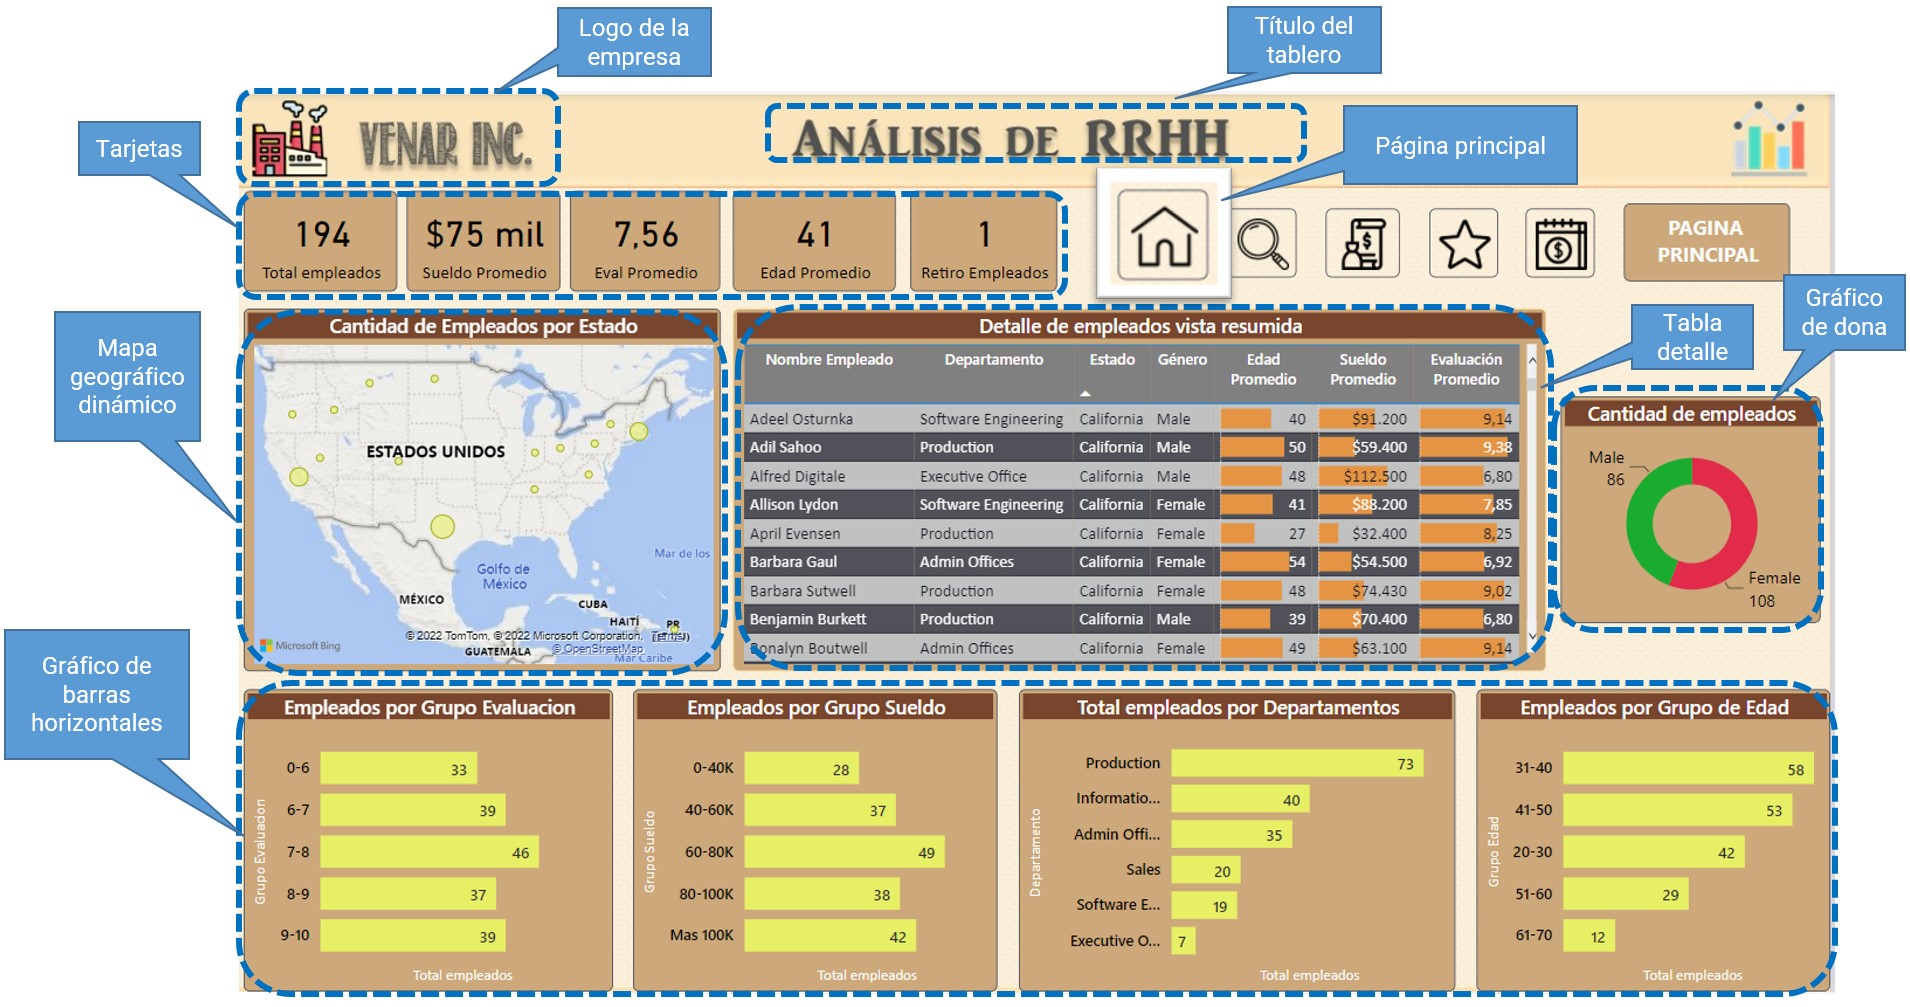 Logo de la
empresa
Título del
tablero
Tarjetas
VENAR INC.
ANÁLISIS DE RRHH
Página principal
194
Total empleados
$75 mil
Sueldo Promedio
7,56
Eval Promedio
41
Edad Promedio
1
Retiro Empleados
PAGINA
PRINCIPAL
Gráfico
de dona
Mapa
geográfico
dinámico
Cantidad de Empleados por Estado
ESTADOS UNIDOS
Mar de los
Golfo de
México
MÉXICO
CUBA
HAITÍ
PR
© 2022 TomTom, © 2022 Microsoft Corporation,
© OpenStreetMap
GUATEMALA
Mar Caribe
Microsoft Bing
Detalle de empleados vista resumida
Nombre Empleado Departamento Estado Género Edad Promedio Sueldo Promedio Evaluación Promedio
Adeel Osturnka Software Engineering California Male 40 $91.200 9,14
Adil Sahoo Production California Male 50 $59.400 9,38
Alfred Digitale Executive Office California Male 48 $112.500 6,80
Allison Lydon Software Engineering California Female 41 $88.200 7,85
April Evensen Production California Female 27 $32.400 8,25
Barbara Gaul Admin Offices California Female 54 $54.500 6,92
Barbara Sutwell Production California Female 48 $74.430 9,02
Benjamin Burkett Production California Male 39 $70.400 6,80
Bonalyn Boutwell Admin Offices California Female 49 $63.100 9,14
Tabla
detalle
Cantidad de empleados
Male
86
Female
108
Gráfico de
barras
horizontales
Empleados por Grupo Evaluacion
Grupo Evaluacion
0-6 33
6-7 39
7-8 46
8-9 37
9-10 39
Total empleados
Empleados por Grupo Sueldo
Grupo Sueldo
0-40K 28
40-60K 37
60-80K 49
80-100K 38
Mas 100K 42
Total empleados
Total empleados por Departamentos
Departamento
Production 73
Informatio... 40
Admin Offi... 35
Sales 20
Software E... 19
Executive O... 7
Total empleados
Empleados por Grupo de Edad
Grupo Edad
31-40 58
41-50 53
20-30 42
51-60 29
61-70 12
Total empleados